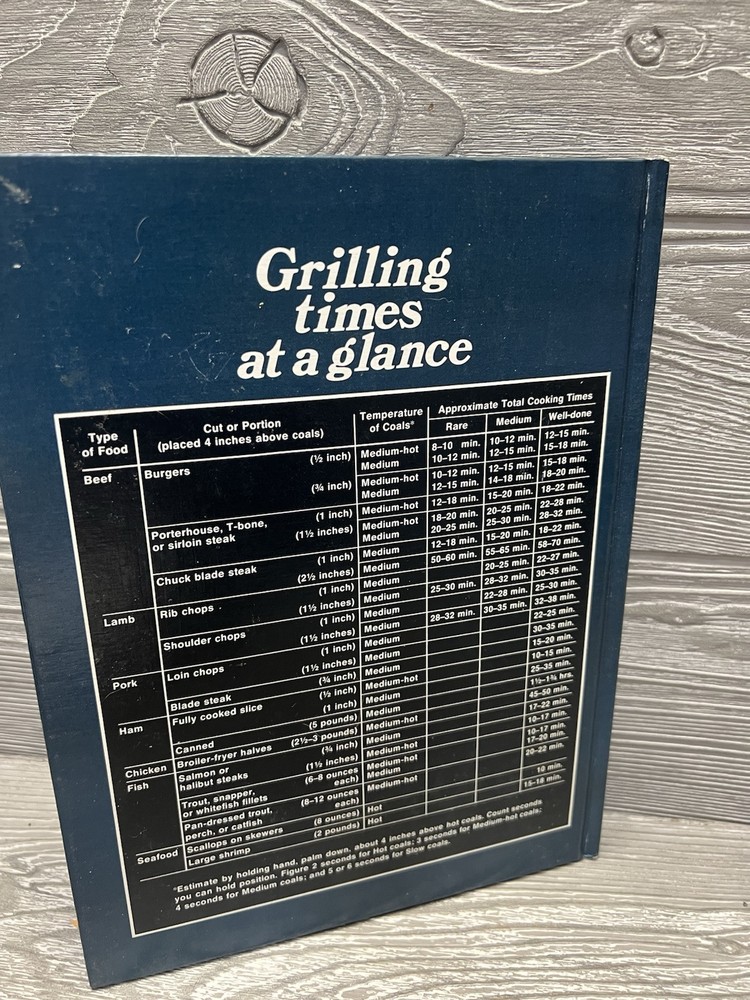 Grilling
times
at a glance
Type of Food | Cut or Portion (placed 4 inches above coals) | Temperature of Coals* | Approximate Total Cooking Times
Rare | Medium | Well-done
Beef | Burgers (½ inch) | Medium-hot | 8–10 min. | 10–12 min. | 12–15 min.
Medium | 10–12 min. | 12–15 min. | 15–18 min.
(¾ inch) | Medium-hot | 10–12 min. | 12–15 min. | 15–18 min.
Medium | 12–15 min. | 14–18 min. | 18–20 min.
Porterhouse, T-bone, or sirloin steak (1 inch) | Medium-hot | 12–18 min. | 15–20 min. | 18–22 min.
(1½ inches) | Medium-hot | 18–20 min. | 20–25 min. | 22–28 min.
Medium | 20–25 min. | 25–30 min. | 28–32 min.
Chuck blade steak (1 inch) | Medium | 12–18 min. | 15–20 min. | 18–22 min.
(2½ inches) | Medium | 50–60 min. | 55–65 min. | 58–70 min.
Lamb | Rib chops (1 inch) | Medium | 20–25 min. | 22–27 min.
(1½ inches) | Medium | 25–30 min. | 28–32 min. | 30–35 min.
Shoulder chops (1 inch) | Medium | 22–28 min. | 25–30 min.
(1½ inches) | Medium | 28–32 min. | 30–35 min. | 32–38 min.
Pork | Loin chops (1 inch) | Medium | 22–25 min.
(1½ inches) | Medium | 30–35 min.
Blade steak (¾ inch) | Medium | 15–20 min.
Ham | Fully cooked slice (½ inch) | Medium-hot | 10–15 min.
(1 inch) | Medium | 25–35 min.
Canned (5 pounds) | Medium | 1½–1¾ hrs.
Chicken | Broiler-fryer halves (2½–3 pounds) | Medium-hot | 45–50 min.
Fish | Salmon or halibut steaks (¾ inch) | Medium-hot | 17–22 min.
(1½ inches) | Medium-hot | 10–17 min.
Trout, snapper, or whitefish fillets (6–8 ounces each) | Medium-hot | 10–17 min.
Medium | 17–20 min.
Pan-dressed trout, perch, or catfish (8–12 ounces each) | Medium-hot | 20–22 min.
Seafood | Scallops on skewers (8 ounces) | Hot | 10 min.
Large shrimp (2 pounds) | Hot | 15–18 min.
*Estimate by holding hand, palm down, about 4 inches above hot coals. Count seconds
you can hold position. Figure 2 seconds for Hot coals; 3 seconds for Medium-hot coals;
4 seconds for Medium coals; and 5 or 6 seconds for Slow coals.